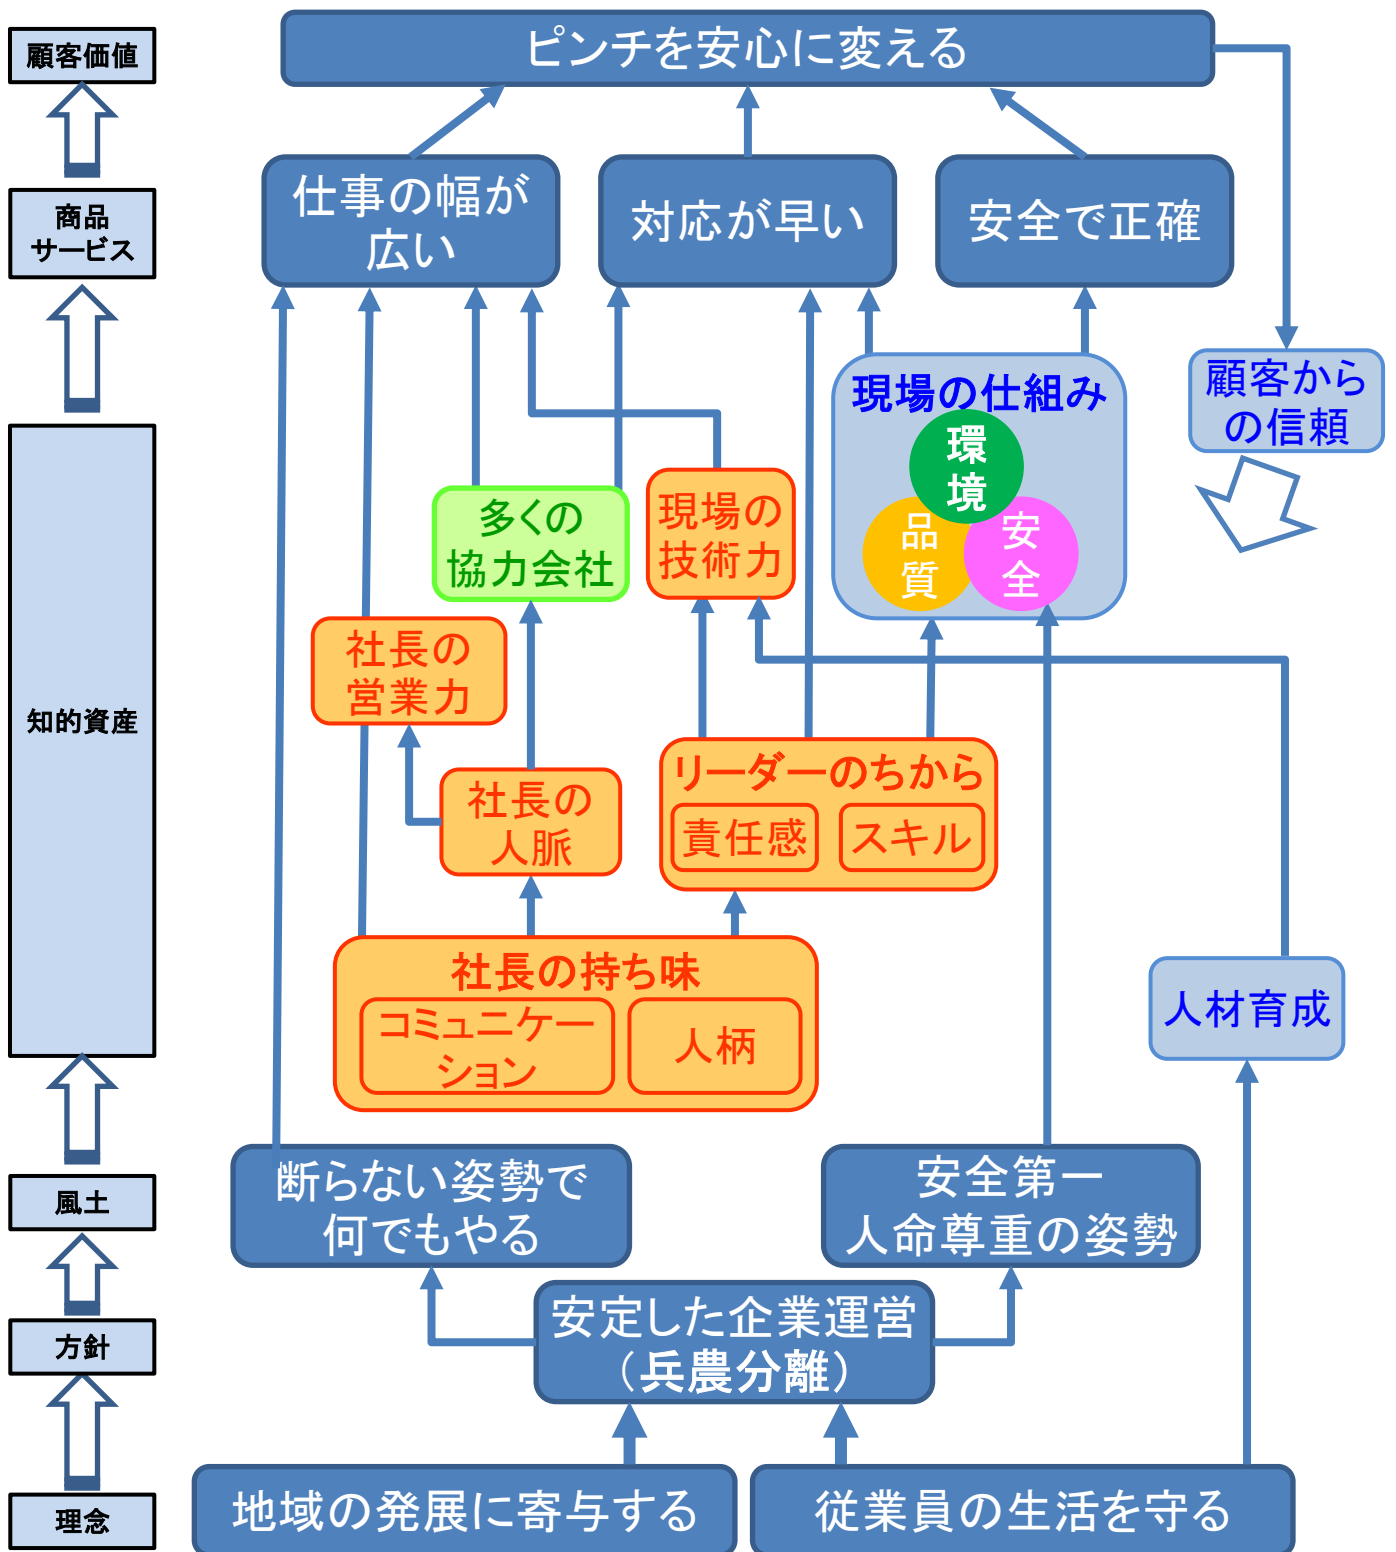 顧客価値
ピンチを安心に変える
商品
サービス
仕事の幅が
広い
対応が早い
安全で正確
顧客から
の信頼
知的資産
現場の仕組み
環
境
品
質
安
全
多くの
協力会社
現場の
技術力
社長の
営業力
社長の
人脈
リーダーのちから
責任感
スキル
社長の持ち味
コミュニケー
ション
人柄
人材育成
風土
断らない姿勢で
何でもやる
安全第一
人命尊重の姿勢
方針
安定した企業運営
（兵農分離）
理念
地域の発展に寄与する
従業員の生活を守る